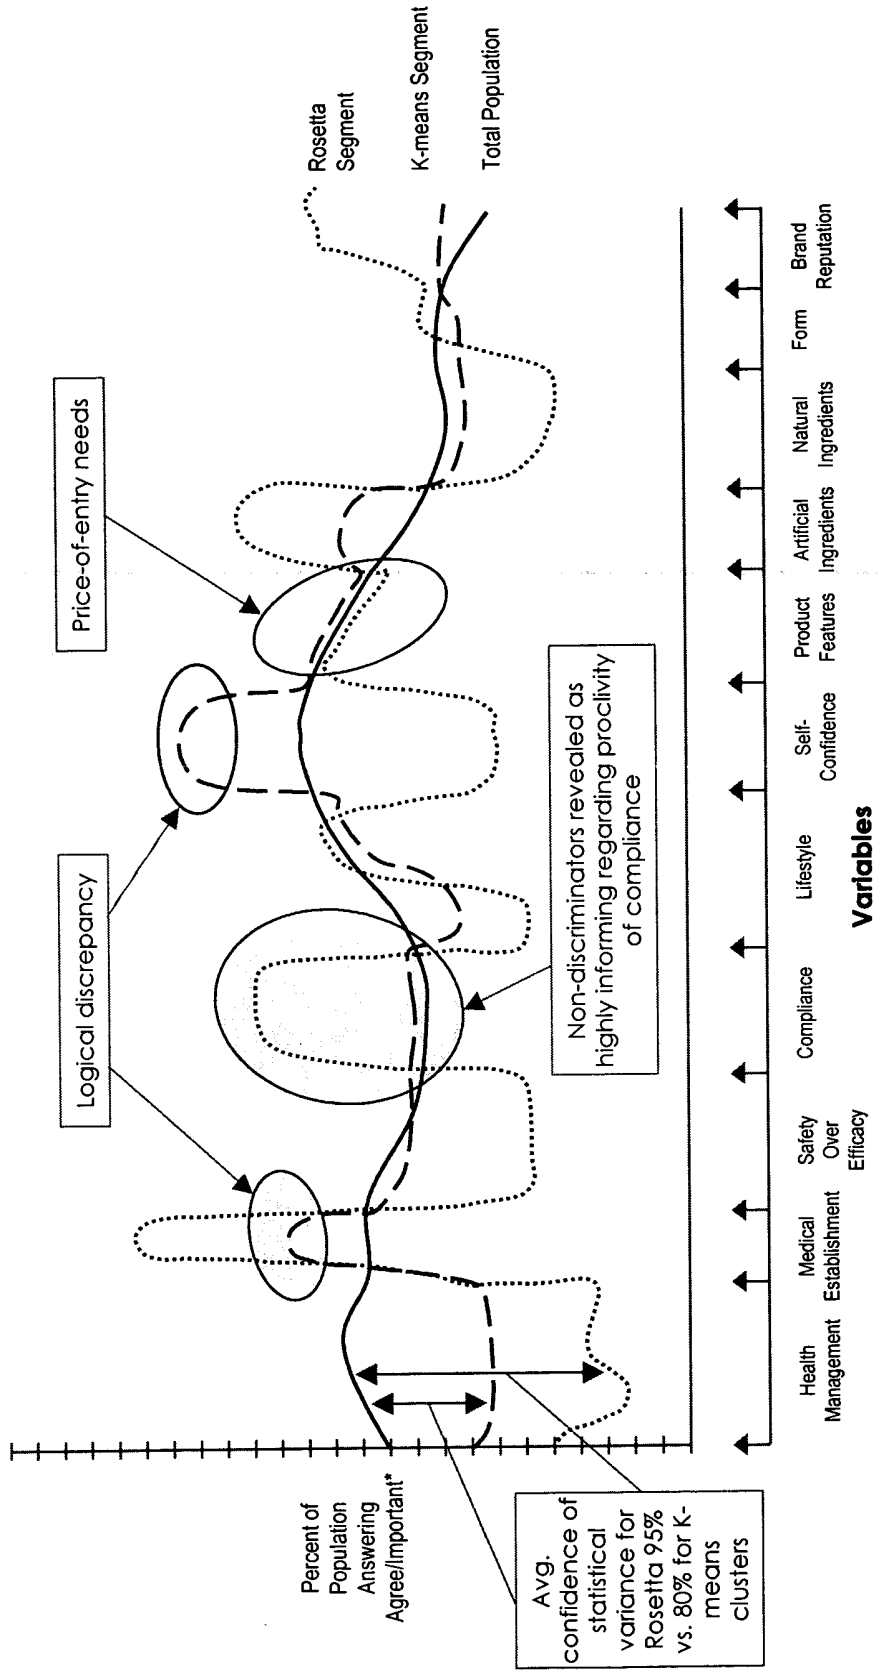 Logical discrepancy
Price-of-entry needs
Rosetta
Segment
K-means Segment
Total Population
Percent of
Population
Answering
Agree/Important*
Avg.
confidence of
statistical
variance for
Rosetta 95%
vs. 80% for K-
means
clusters
Non-discriminators revealed as
highly informing regarding proclivity
of compliance
Health
Management
Medical
Establishment
Safety
Over
Efficacy
Compliance
Lifestyle
Self-
Confidence
Product
Features
Artificial
Ingredients
Natural
Ingredients
Form
Brand
Reputation
Variables